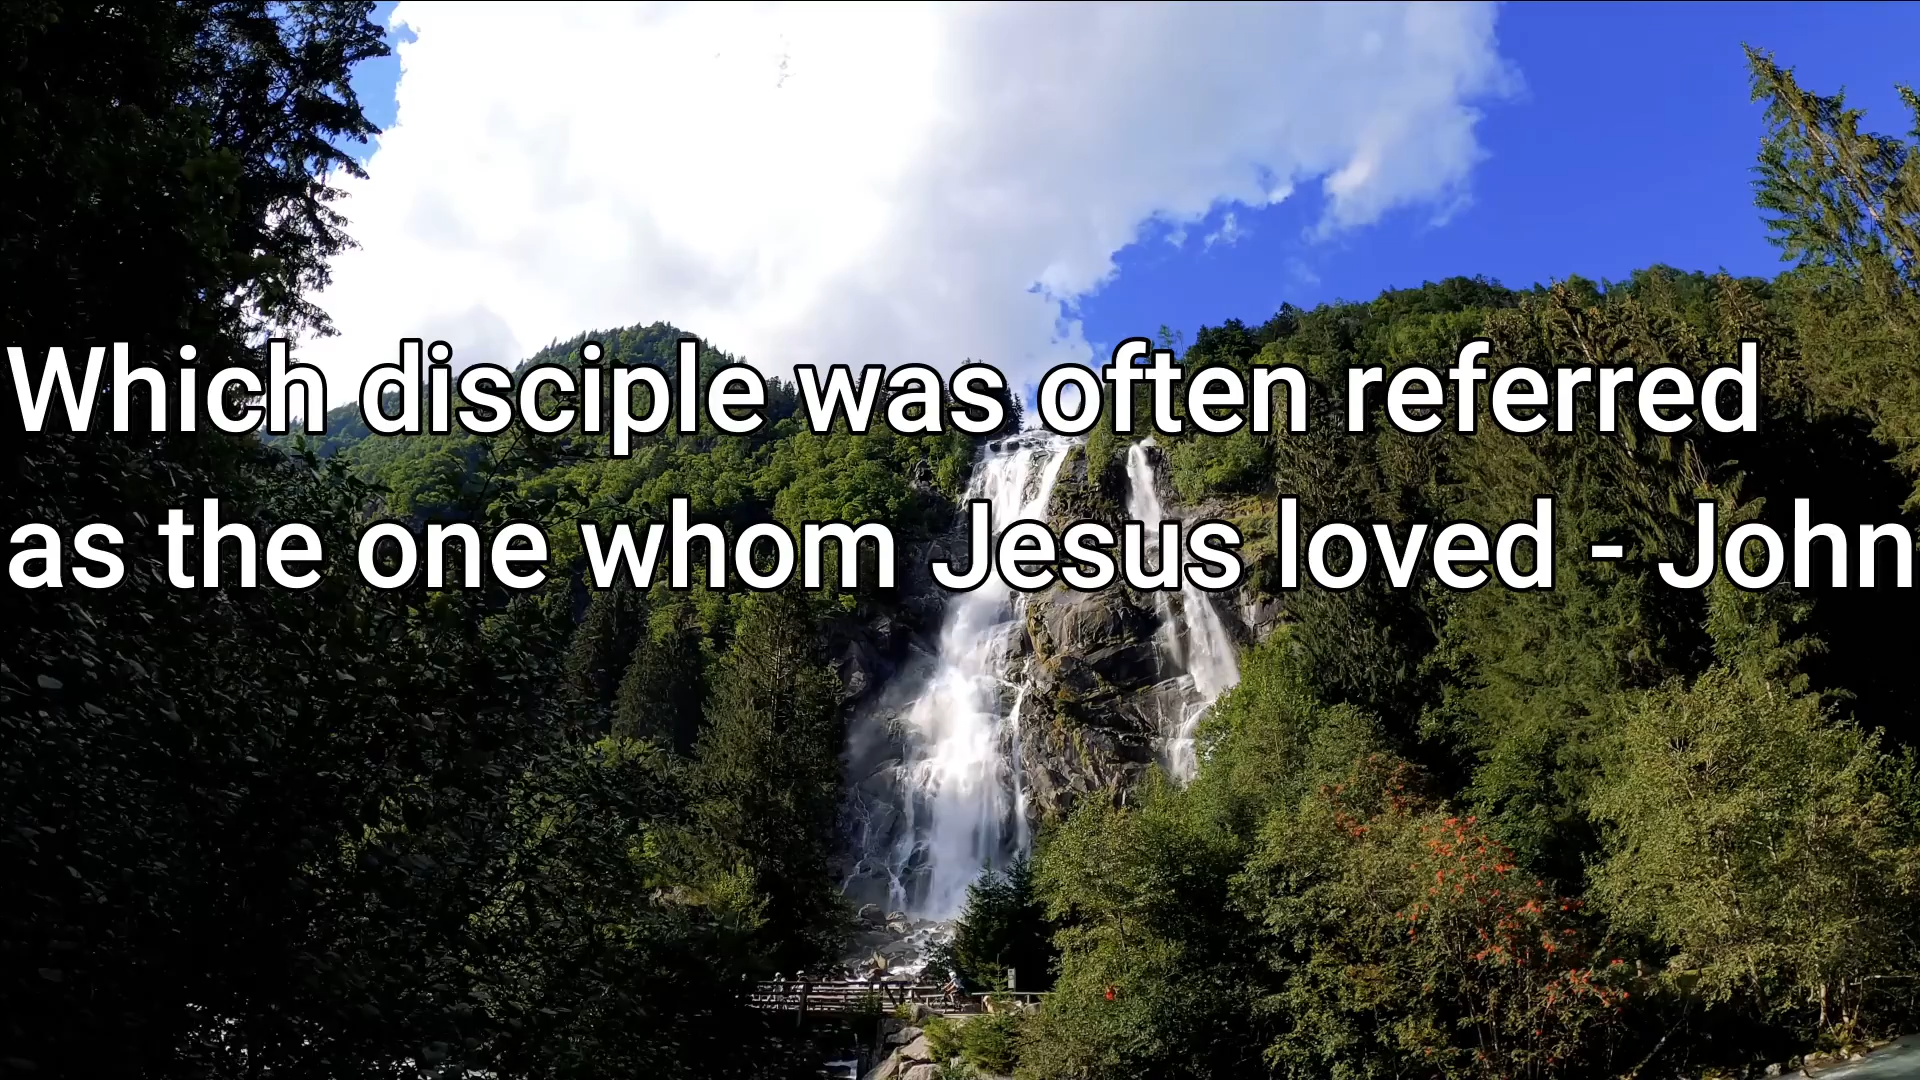 Which disciple was often referred
as the one whom Jesus loved - John